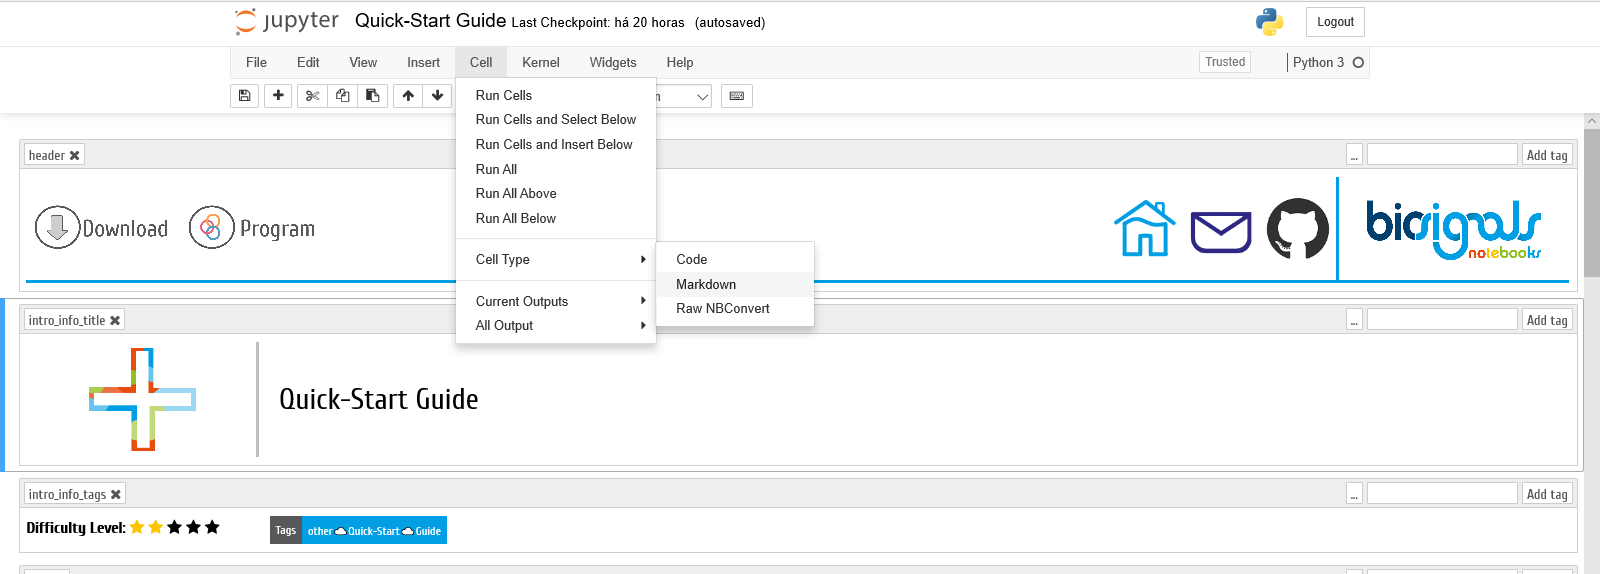 jupyter Quick-Start Guide Last Checkpoint: há 20 horas (autosaved)
Logout
File Edit View Insert Cell Kernel Widgets Help
Trusted
Python 3
n
Run Cells
Run Cells and Select Below
Run Cells and Insert Below
Run All
Run All Above
Run All Below
Cell Type
Current Outputs
All Output
Code
Markdown
Raw NBConvert
header
... Add tag
Download Program
biosignals
notebooks
intro_info_title
... Add tag
Quick-Start Guide
intro_info_tags
... Add tag
Difficulty Level:
Tags other Quick-Start Guide